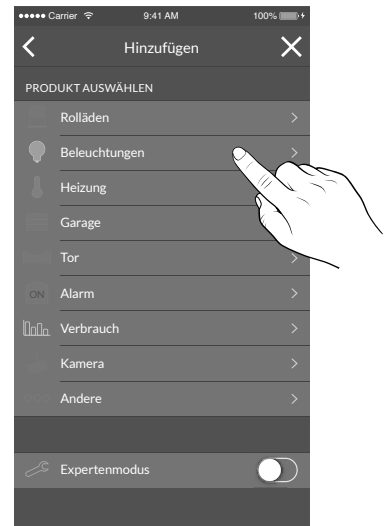 Carrier 9:41 AM 100%
Hinzufügen
PRODUKT AUSWÄHLEN
Rolläden
Beleuchtungen
Heizung
Garage
Tor
ON Alarm
Verbrauch
Kamera
Andere
Expertenmodus